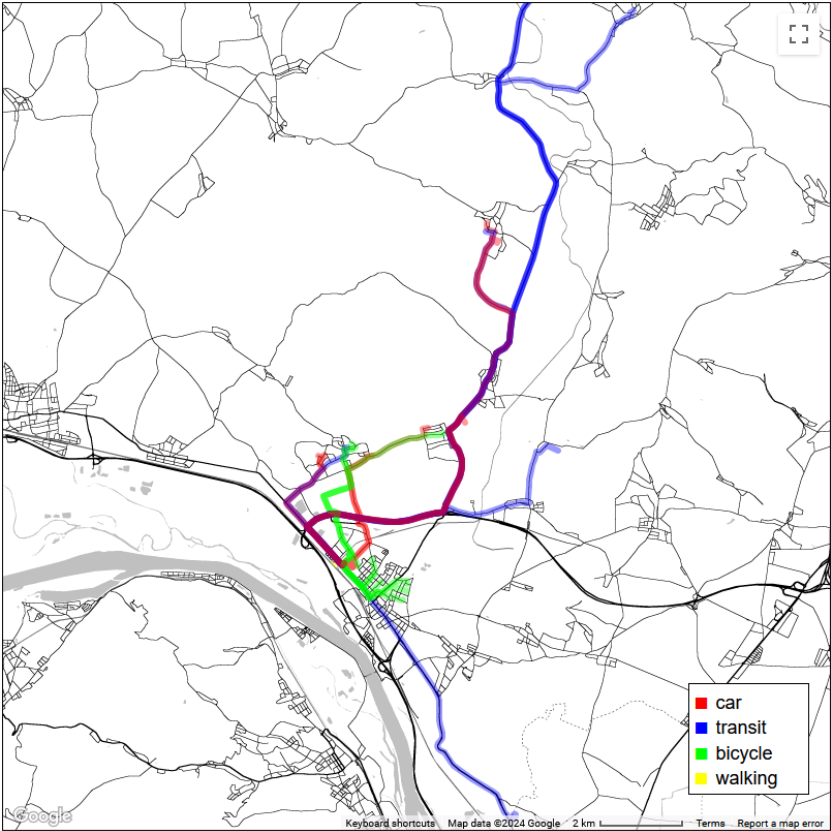 car
transit
bicycle
walking
Google
Keyboard shortcuts Map data ©2024 Google 2 km Terms Report a map error